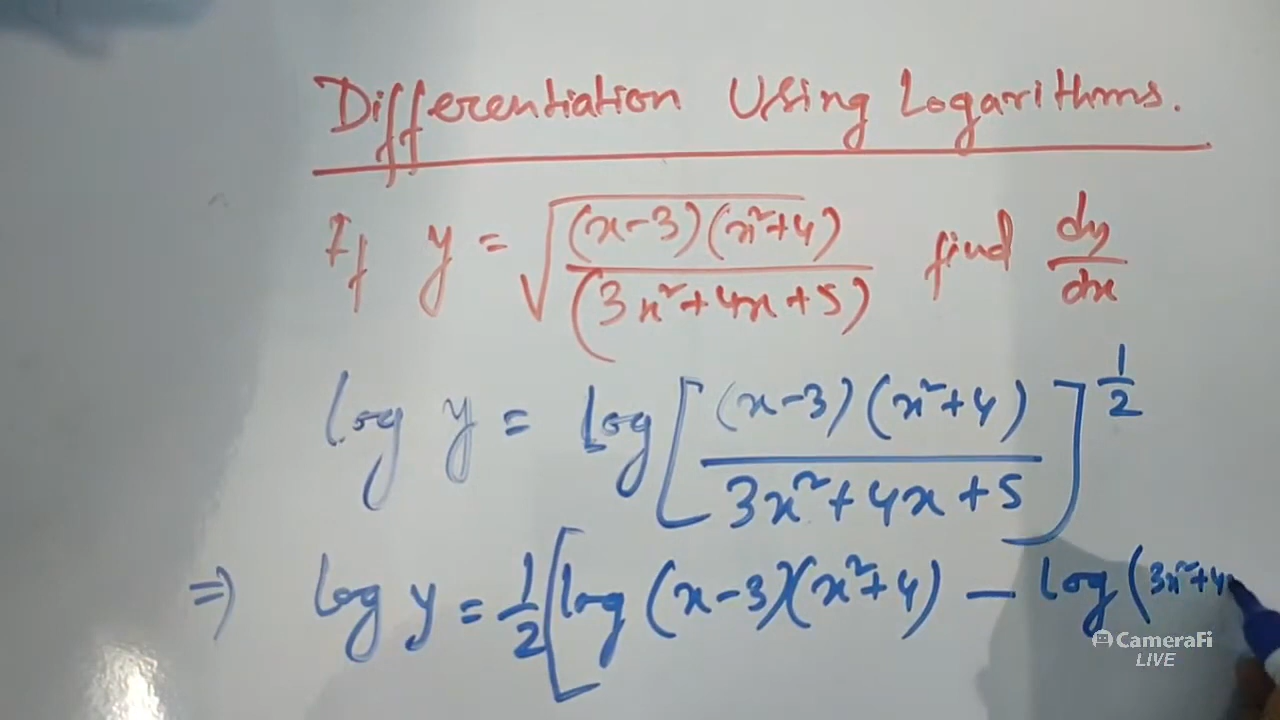 Differentiation Using Logarithms.
If y = √((x-3)(x²+4)/(3x²+4x+5)) find dy/dx
log y = log[(x-3)(x²+4)/3x²+4x+5]^1/2
⇒ log y = 1/2[log(x-3)(x²+4) - log(3x²+4x
CameraFi
LIVE